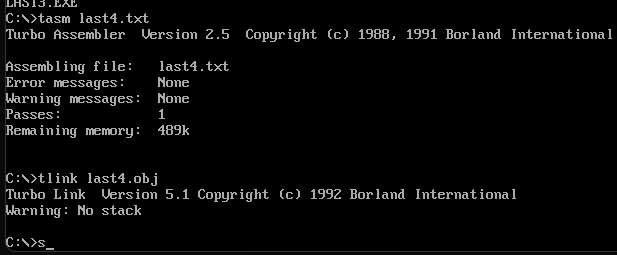 LAST3.EXE
C:\>tasm last4.txt
Turbo Assembler  Version 2.5  Copyright (c) 1988, 1991 Borland International
Assembling file:   last4.txt
Error messages:    None
Warning messages:  None
Passes:            1
Remaining memory:  489k
C:\>tlink last4.obj
Turbo Link  Version 5.1 Copyright (c) 1992 Borland International
Warning: No stack
C:\>s_